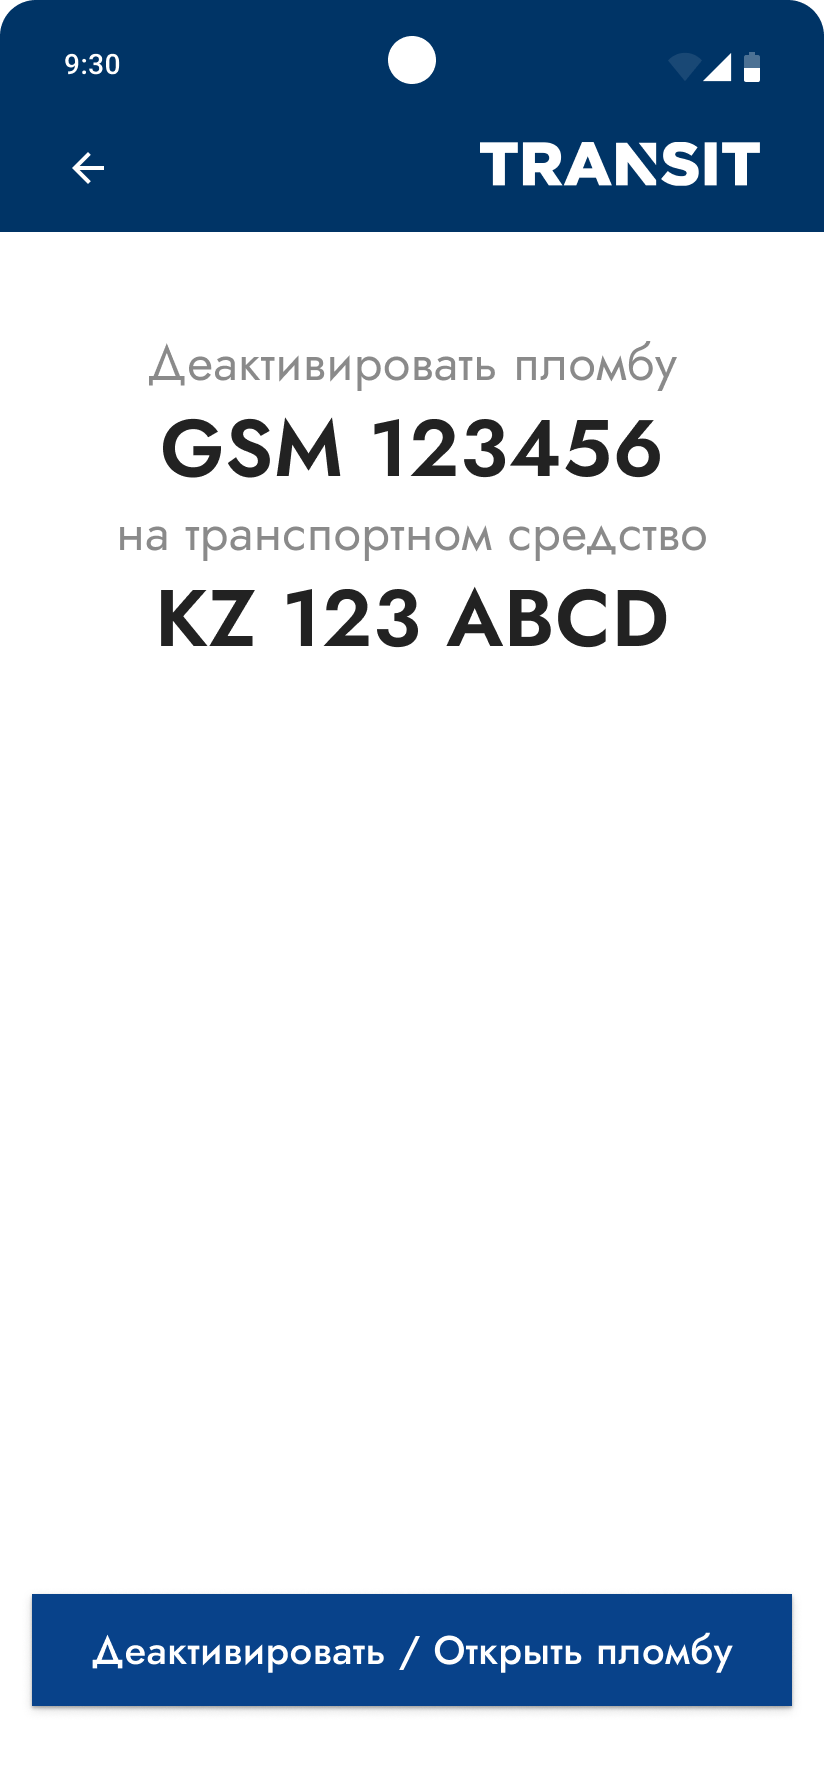 9:30
TRANSIT
Деактивировать пломбу
GSM 123456
на транспортном средство
KZ 123 ABCD
Деактивировать / Открыть пломбу